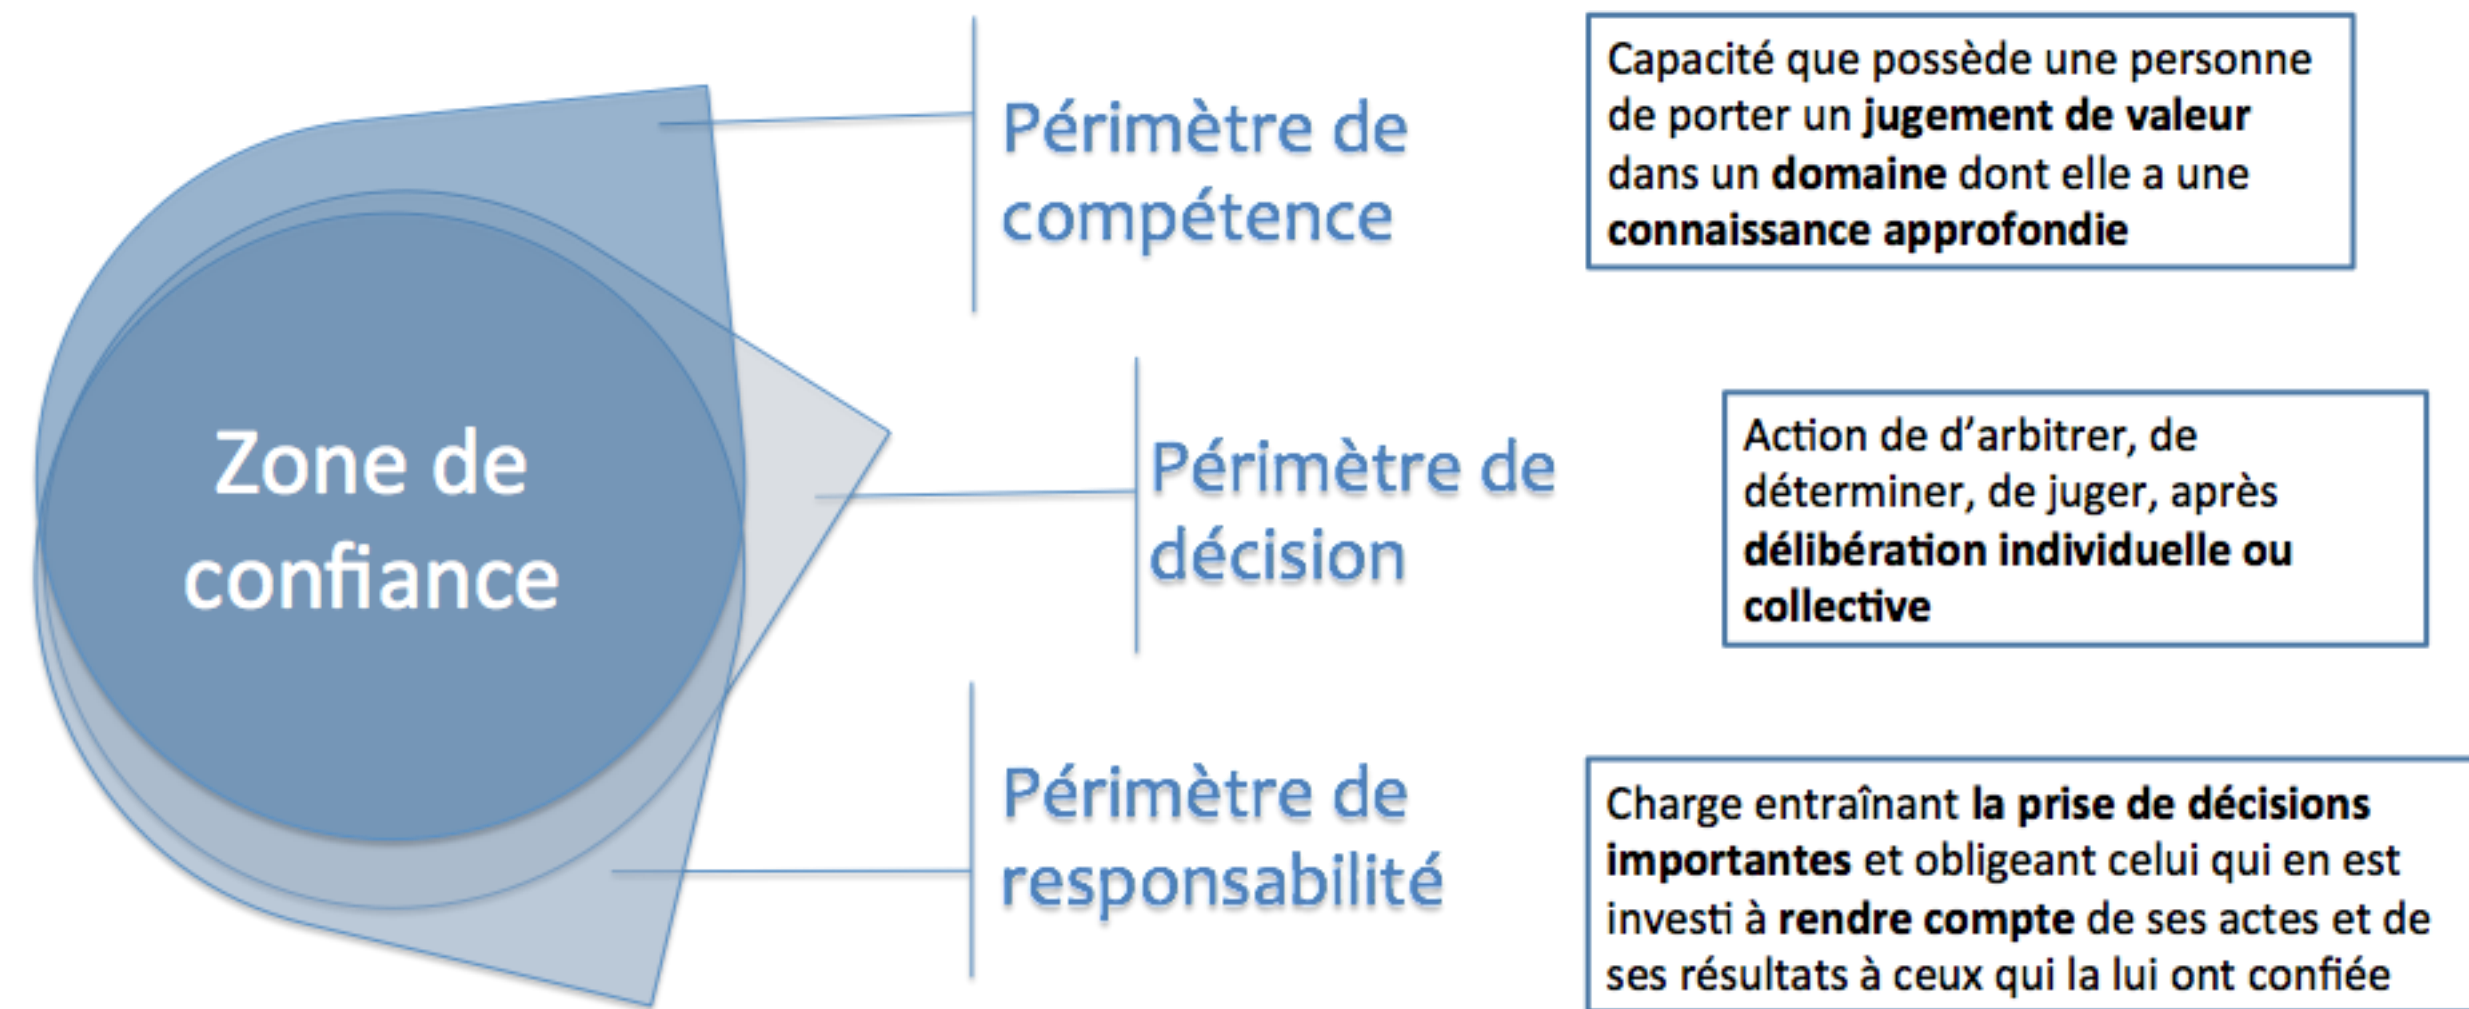 Zone de
confiance
Périmètre de
compétence
Capacité que possède une personne
de porter un jugement de valeur
dans un domaine dont elle a une
connaissance approfondie
Périmètre de
décision
Action de d’arbitrer, de
déterminer, de juger, après
délibération individuelle ou
collective
Périmètre de
responsabilité
Charge entraînant la prise de décisions
importantes et obligeant celui qui en est
investi à rendre compte de ses actes et de
ses résultats à ceux qui la lui ont confiée